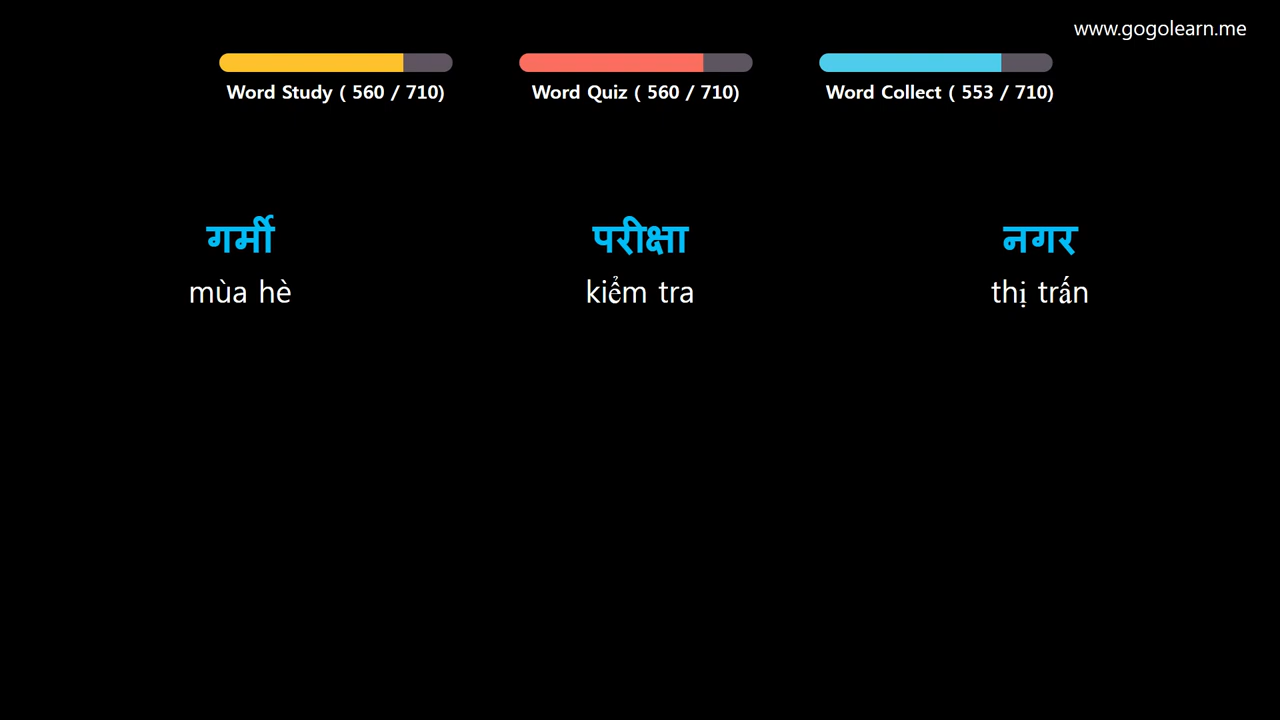 www.gogolearn.me
Word Study ( 560 / 710)
Word Quiz ( 560 / 710)
Word Collect ( 553 / 710)
गर्मी
परीक्षा
नगर
mùa hè
kiểm tra
thị trấn